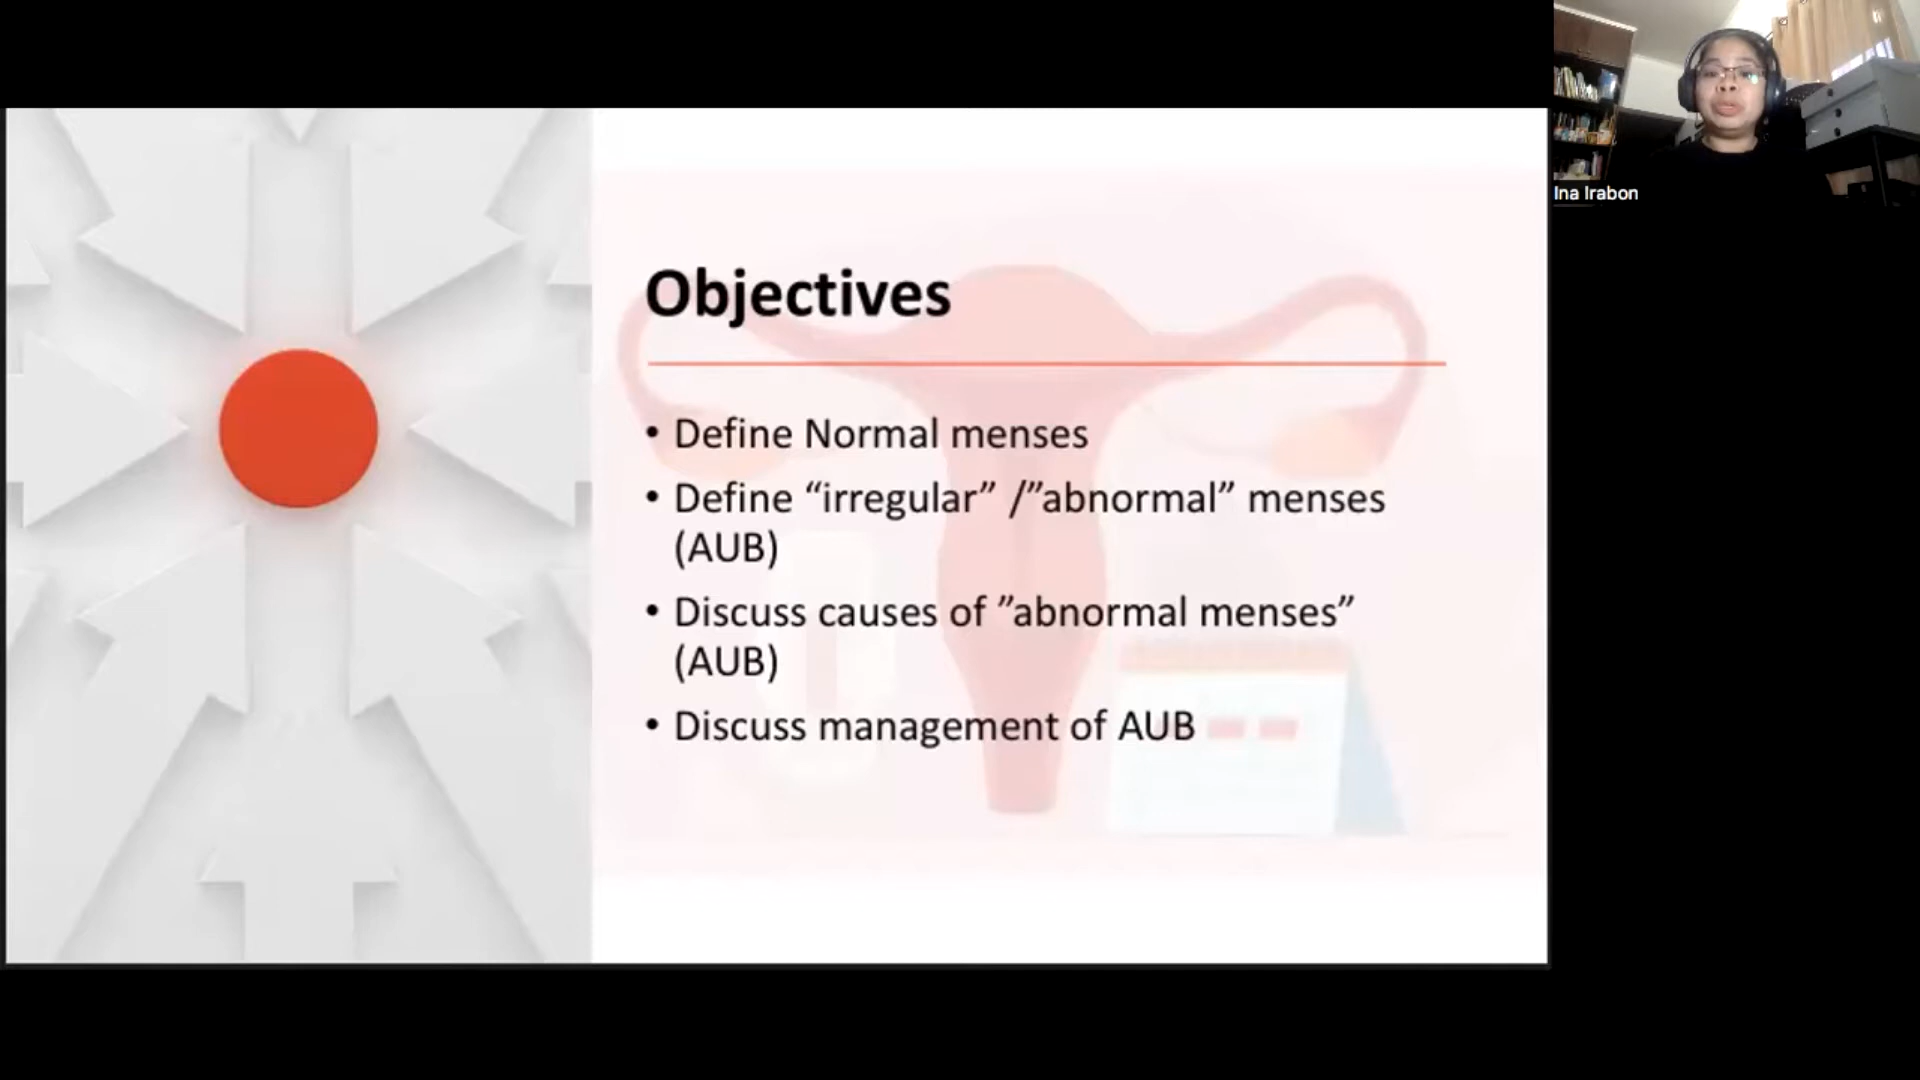 Ina Irabon
Objectives
• Define Normal menses
• Define “irregular” /”abnormal” menses
(AUB)
• Discuss causes of ”abnormal menses”
(AUB)
• Discuss management of AUB